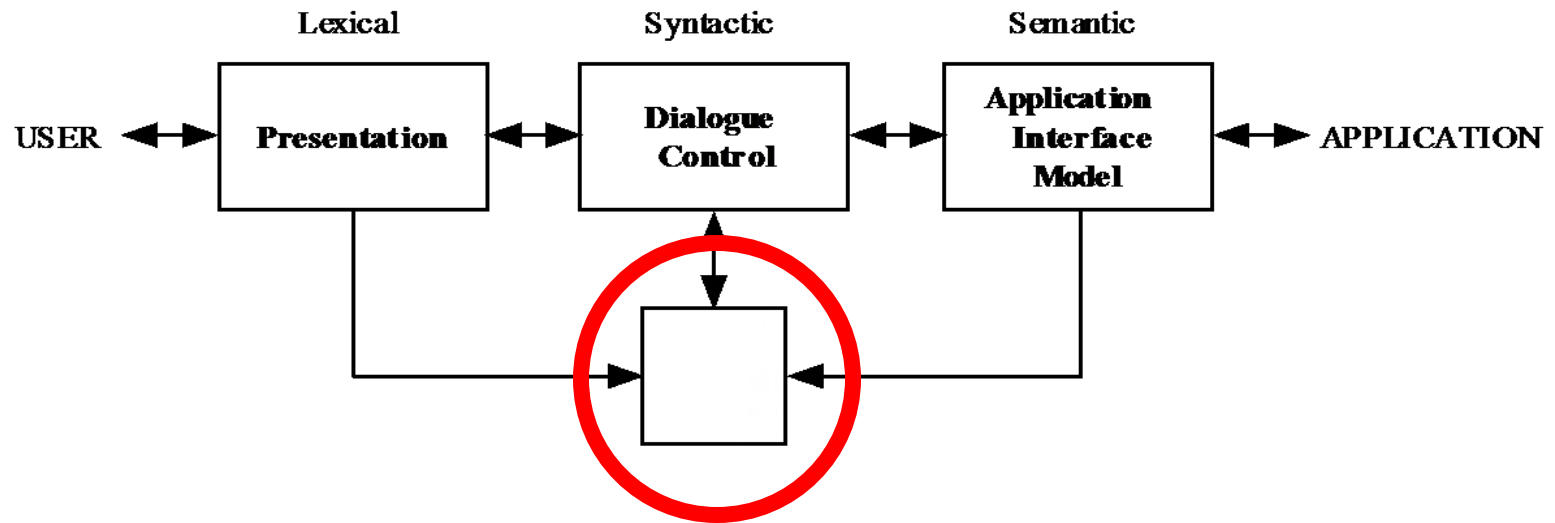 Lexical
Syntactic
Semantic
USER
Presentation
Dialogue
Control
Application
Interface
Model
APPLICATION